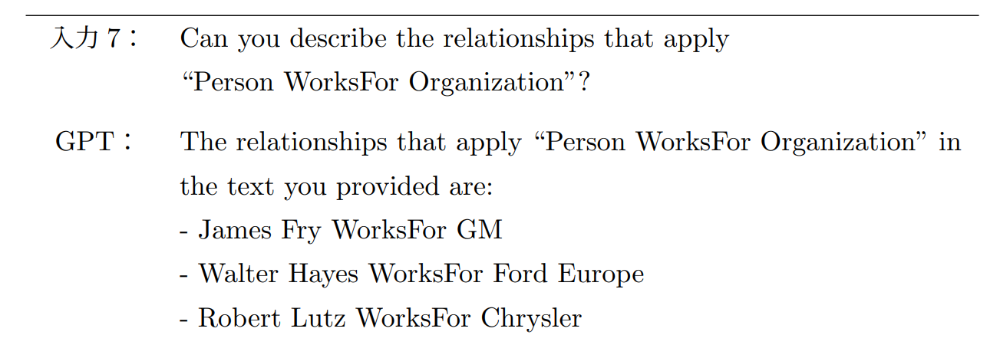 入力 7： Can you describe the relationships that apply
“Person WorksFor Organization”?
GPT： The relationships that apply “Person WorksFor Organization” in
the text you provided are:
- James Fry WorksFor GM
- Walter Hayes WorksFor Ford Europe
- Robert Lutz WorksFor Chrysler